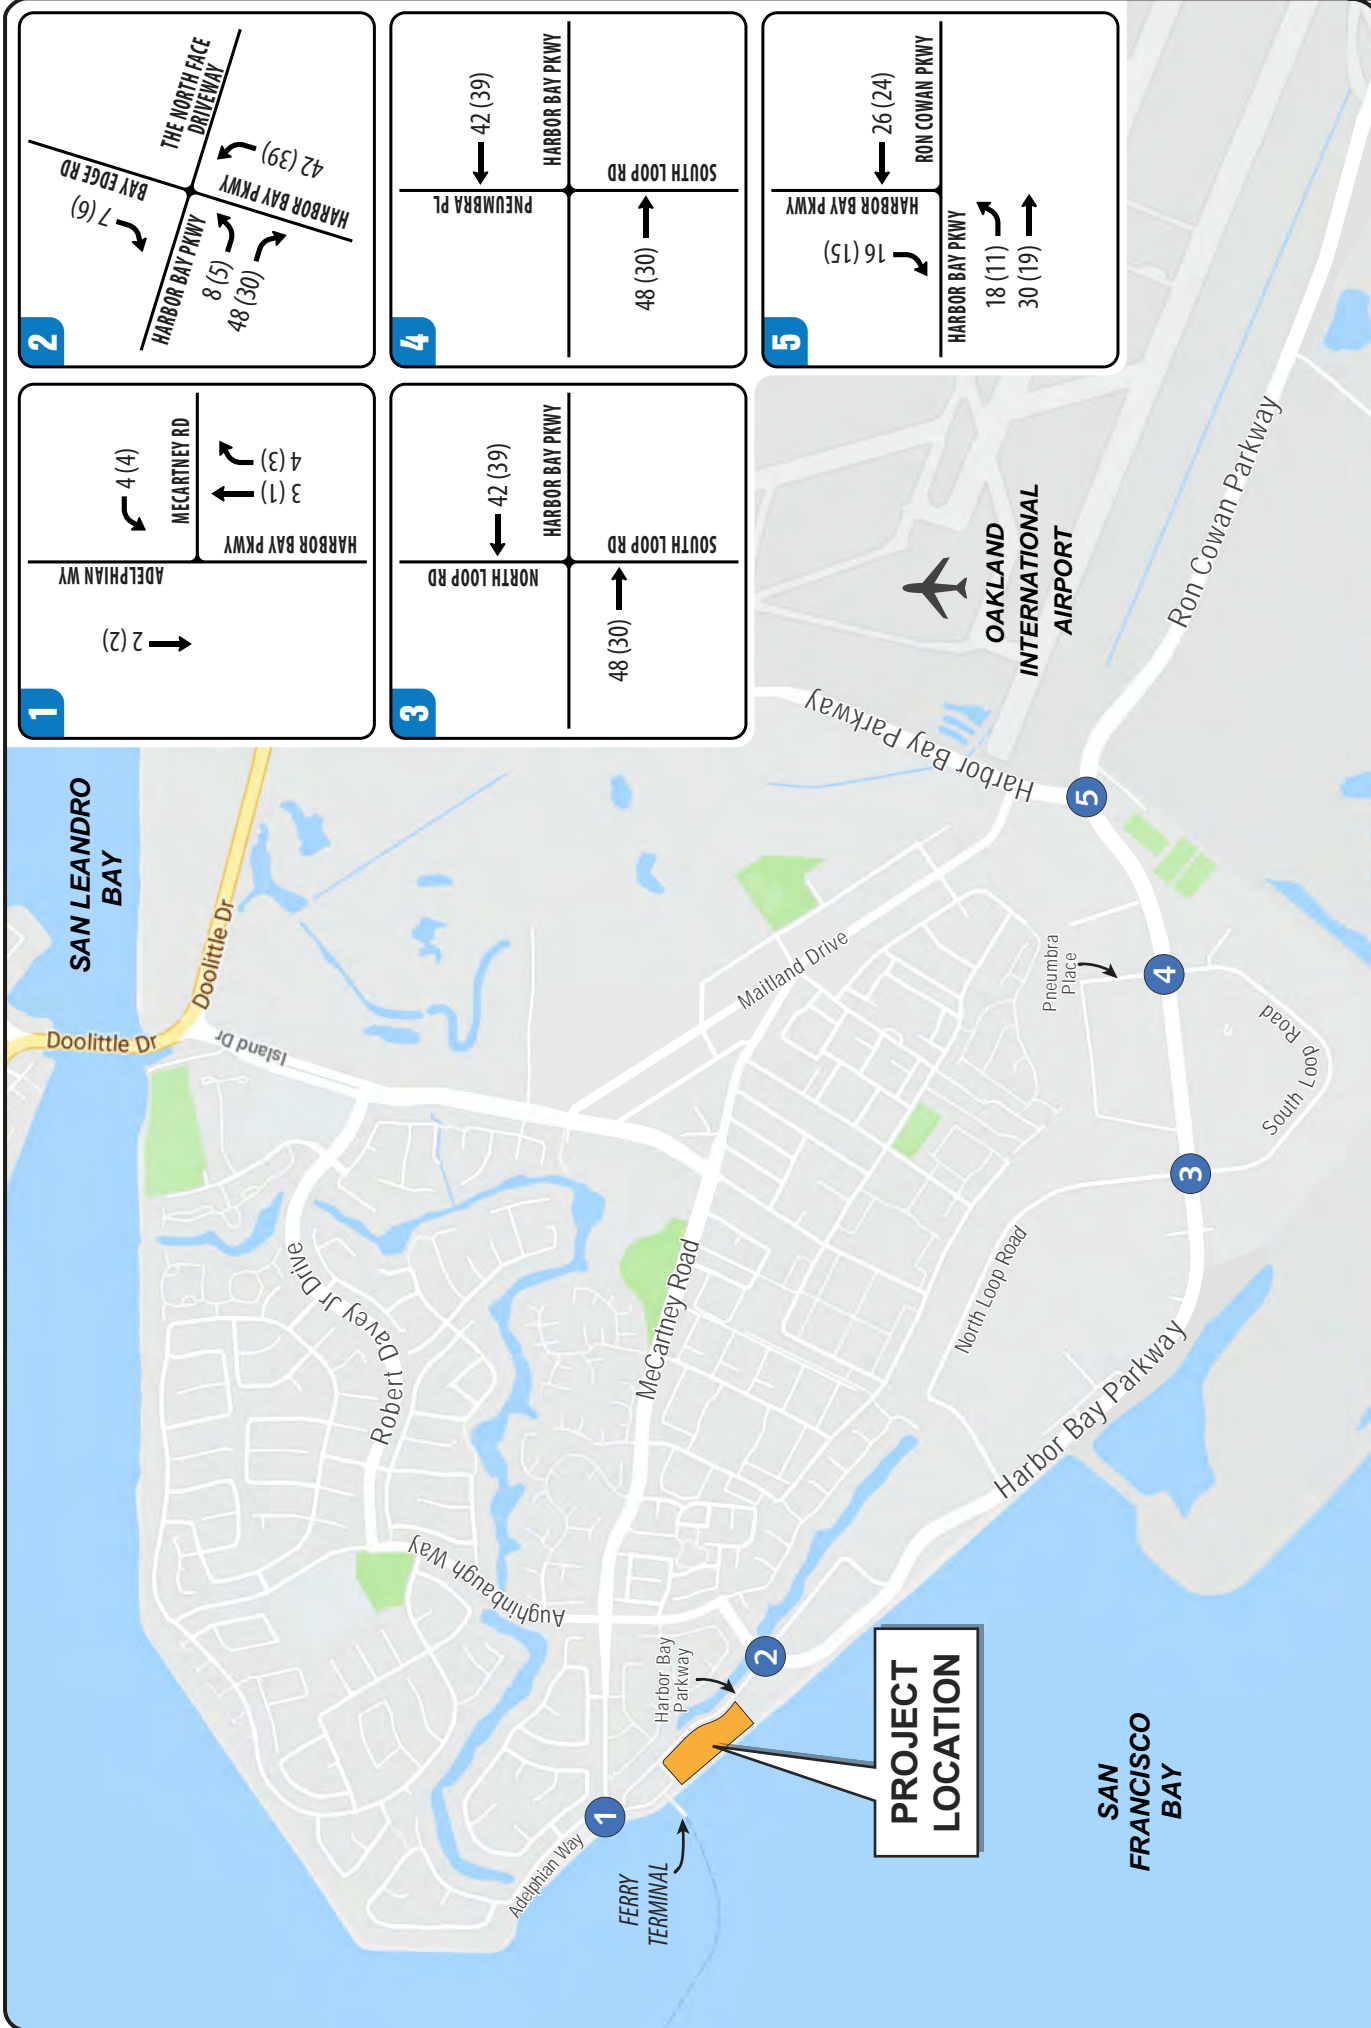 1
ADELPHIAN WY
2 (2)
4 (4)
MECARTNEY RD
HARBOR BAY PKWY
3 (1)
4 (3)
2
BAY EDGE RD
7 (6)
THE NORTH FACE
DRIVEWAY
HARBOR BAY PKWY
8 (5)
48 (30)
HARBOR BAY PKWY
42 (39)
3
NORTH LOOP RD
42 (39)
HARBOR BAY PKWY
48 (30)
SOUTH LOOP RD
4
PNEUMBRA PL
42 (39)
HARBOR BAY PKWY
48 (30)
SOUTH LOOP RD
5
HARBOR BAY PKWY
16 (15)
26 (24)
RON COWAN PKWY
HARBOR BAY PKWY
18 (11)
30 (19)
SAN LEANDRO
BAY
Doolittle Dr
Doolittle Dr
Island Dr
Robert Davey Jr Drive
Aughinbaugh Way
Adelphian Way
MeCartney Road
Maitland Drive
Harbor Bay Parkway
OAKLAND
INTERNATIONAL
AIRPORT
Ron Cowan Parkway
FERRY
TERMINAL
Harbor Bay
Parkway
North Loop Road
Pneumbra
Place
South Loop Road
Harbor Bay Parkway
1
2
3
4
5
PROJECT
LOCATION
SAN
FRANCISCO
BAY